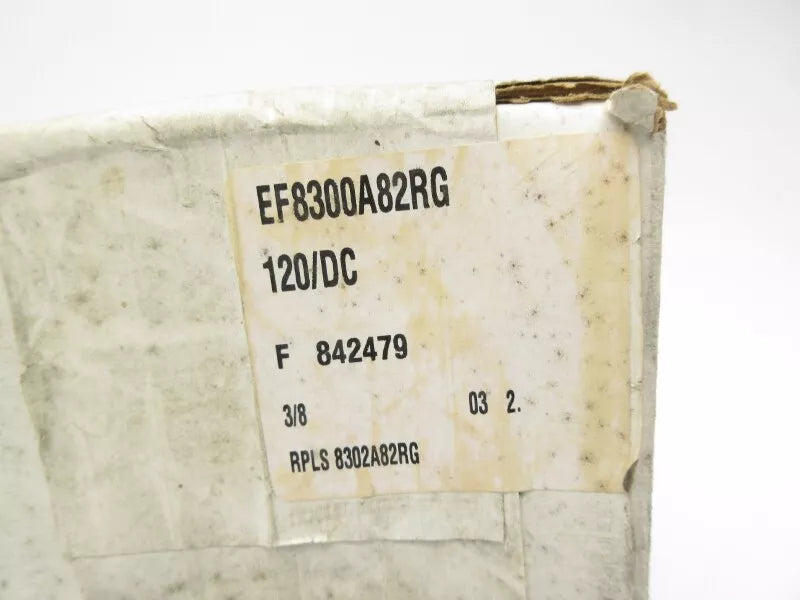 EF8300A82RG
120/DC
F 842479
3/8 03 2.
RPLS 8302A82RG